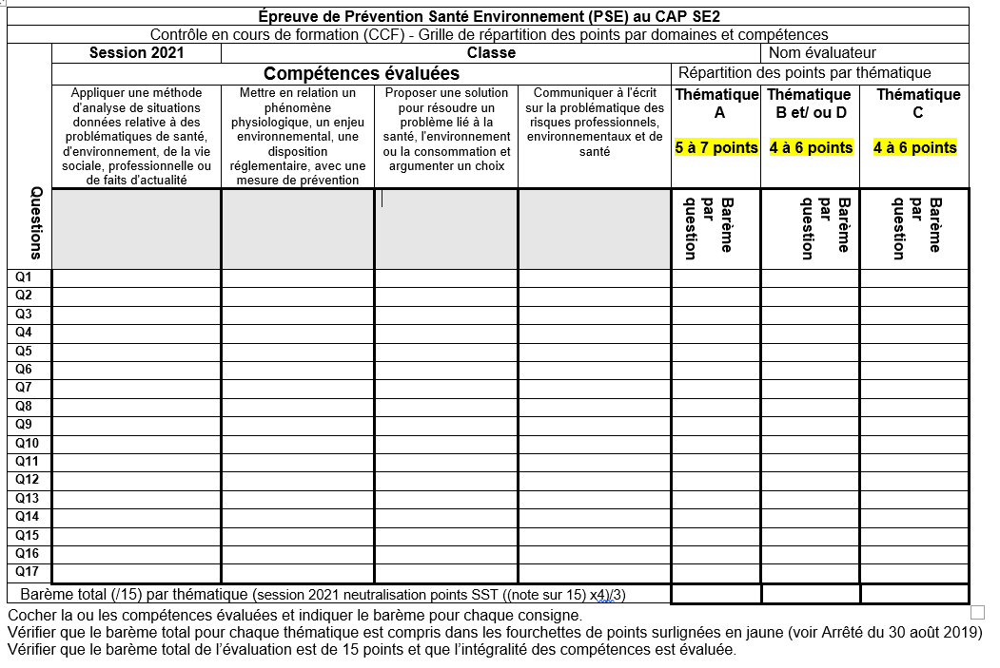 Épreuve de Prévention Santé Environnement (PSE) au CAP SE2
Contrôle en cours de formation (CCF) - Grille de répartition des points par domaines et compétences
Session 2021
Classe
Nom évaluateur
Compétences évaluées
Répartition des points par thématique
Appliquer une méthode
d'analyse de situations
données relative à des
problématiques de santé,
d'environnement, de la vie
sociale, professionnelle ou
de faits d'actualité
Mettre en relation un
phénomène
physiologique, un enjeu
environnemental, une
disposition
réglementaire, avec une
mesure de prévention
Proposer une solution
pour résoudre un
problème lié à la
santé, l'environnement
ou la consommation et
argumenter un choix
Communiquer à l'écrit
sur la problématique des
risques professionnels,
environnementaux et de
santé
Thématique
A
5 à 7 points
Thématique
B et/ ou D
4 à 6 points
Thématique
C
4 à 6 points
Questions
Barème
par
question
Barème
par
question
Barème
par
question
Q1
Q2
Q3
Q4
Q5
Q6
Q7
Q8
Q9
Q10
Q11
Q12
Q13
Q14
Q15
Q16
Q17
Barème total (/15) par thématique (session 2021 neutralisation points SST ((note sur 15) x4)/3)
Cocher la ou les compétences évaluées et indiquer le barème pour chaque consigne.
Vérifier que le barème total pour chaque thématique est compris dans les fourchettes de points surlignées en jaune (voir Arrêté du 30 août 2019)
Vérifier que le barème total de l'évaluation est de 15 points et que l'intégralité des compétences est évaluée.